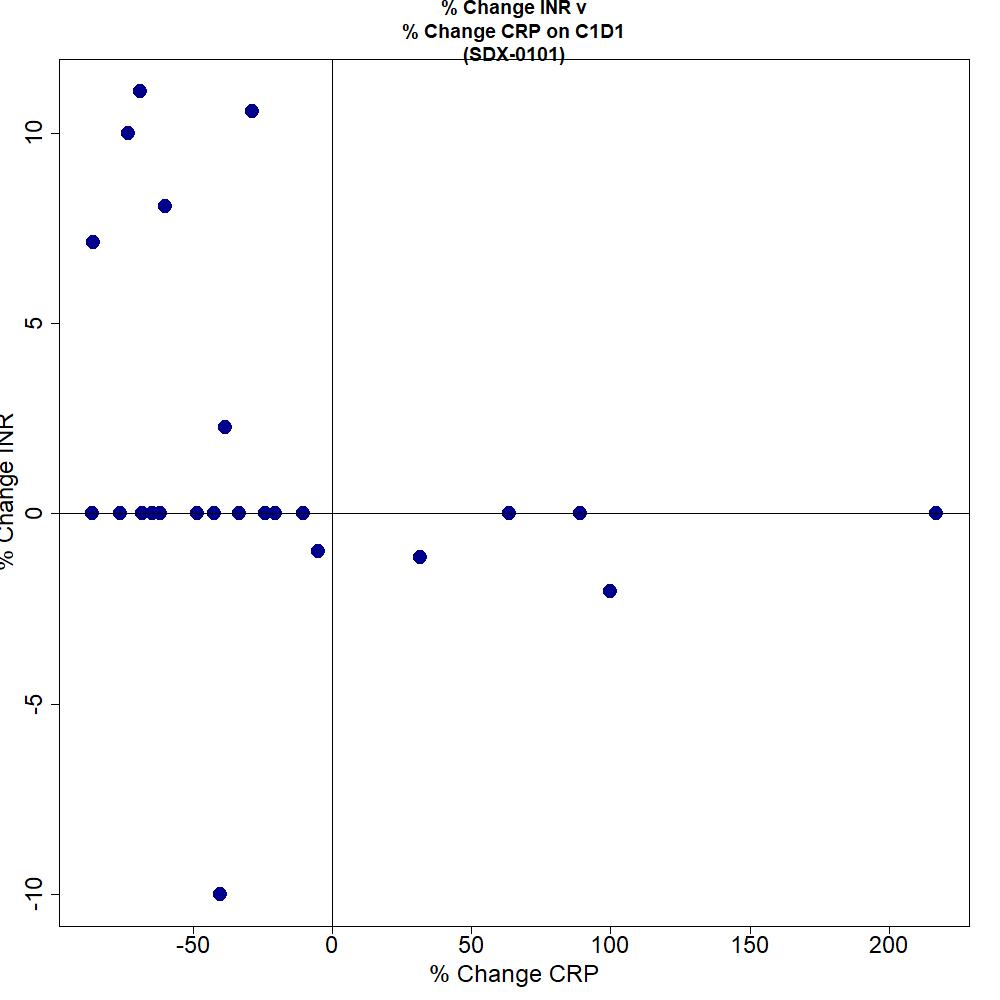 % Change INR v
% Change CRP on C1D1
(SDX-0101)
10
5
0
-5
-10
% Change INR
-50 0 50 100 150 200
% Change CRP